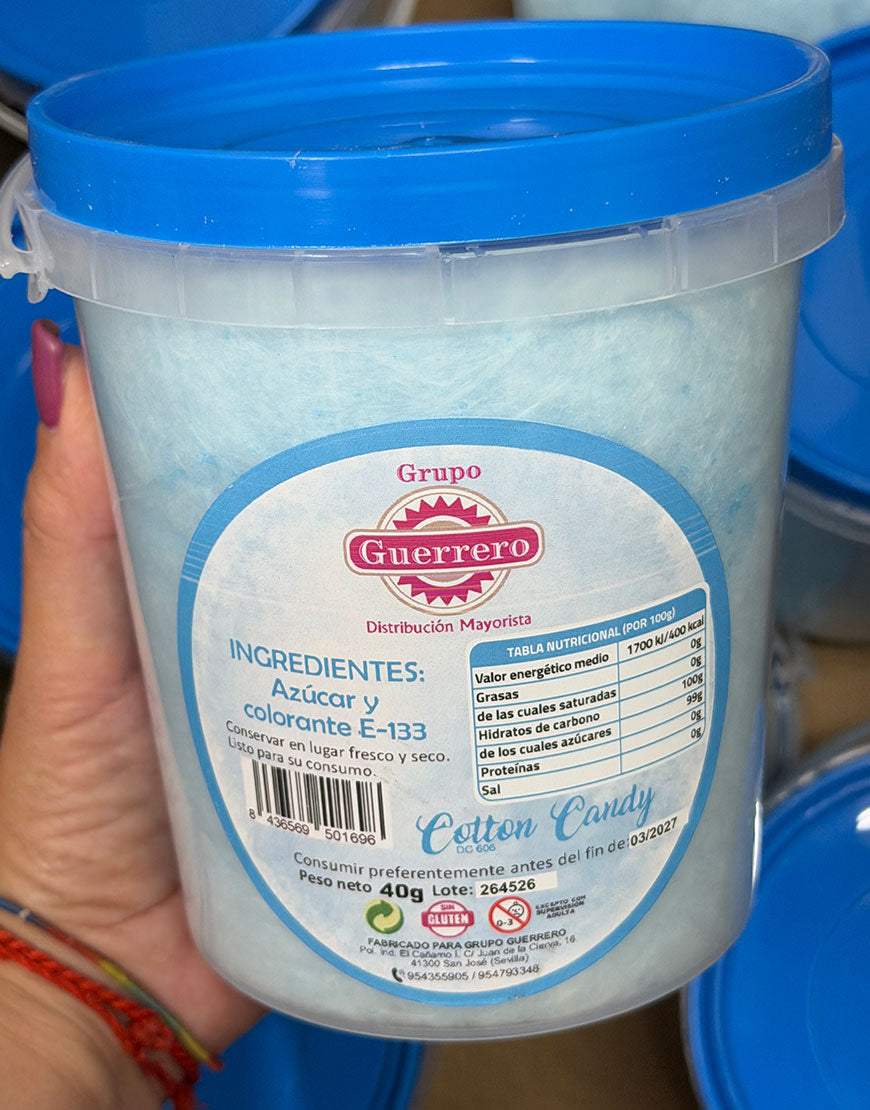 Grupo
Guerrero
Distribución Mayorista
INGREDIENTES:
Azúcar y
colorante E-133
Conservar en lugar fresco y seco.
Listo para su consumo.
8 436569 501696
TABLA NUTRICIONAL (POR 100g)
Valor energético medio 1700 kJ/400 kcal
Grasas 0g
de las cuales saturadas 0g
Hidratos de carbono 100g
de los cuales azúcares 99g
Proteínas 0g
Sal 0g
Cotton Candy
DC 606
Consumir preferentemente antes del fin de: 03/2027
Peso neto 40g Lote: 264526
SIN
GLUTEN
0-3
EXCEPTO CON
SUPERVISIÓN
ADULTA
FABRICADO PARA GRUPO GUERRERO
Pol. Ind. El Cáñamo I. C/ Juan de la Cierva, 16
41300 San José (Sevilla)
954355905 / 954793348